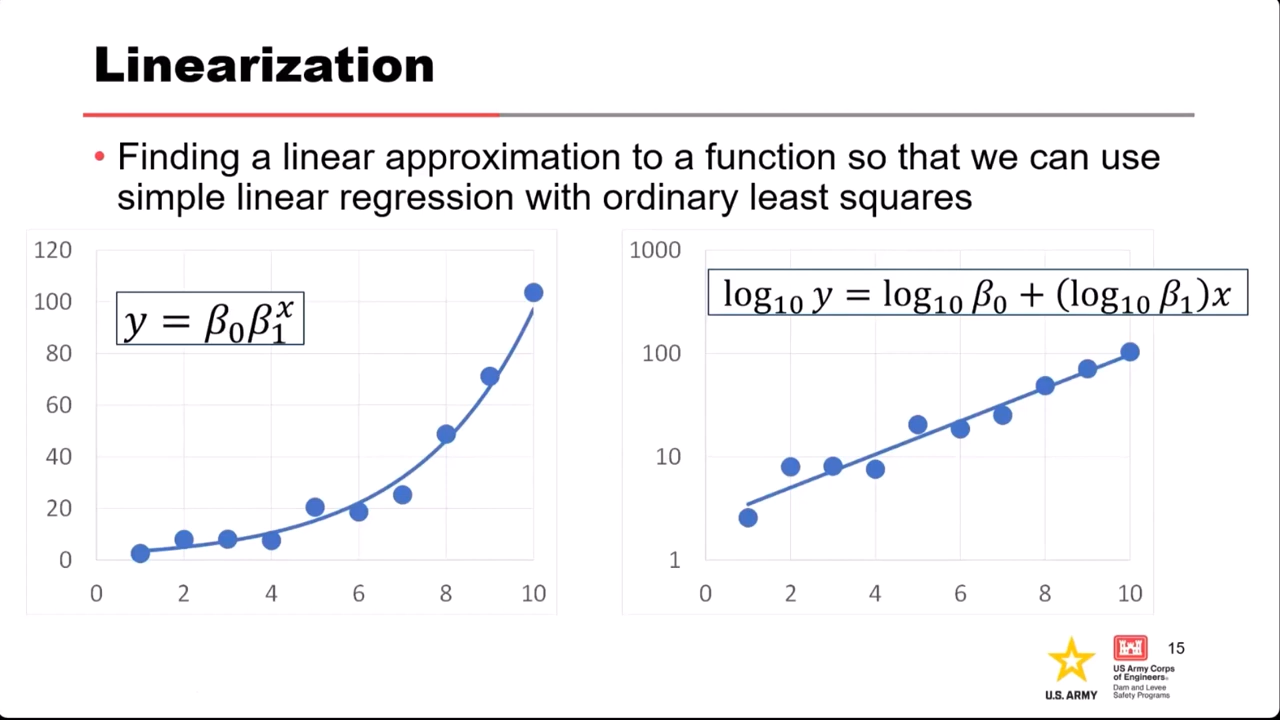 Linearization
• Finding a linear approximation to a function so that we can use
simple linear regression with ordinary least squares
120
100
80
60
40
20
0
0 2 4 6 8 10
y = β₀β₁ˣ
1000
100
10
1
0 2 4 6 8 10
log₁₀ y = log₁₀ β₀ + (log₁₀ β₁)x
U.S. ARMY
US Army Corps
of Engineers®
Dam and Levee
Safety Programs
15